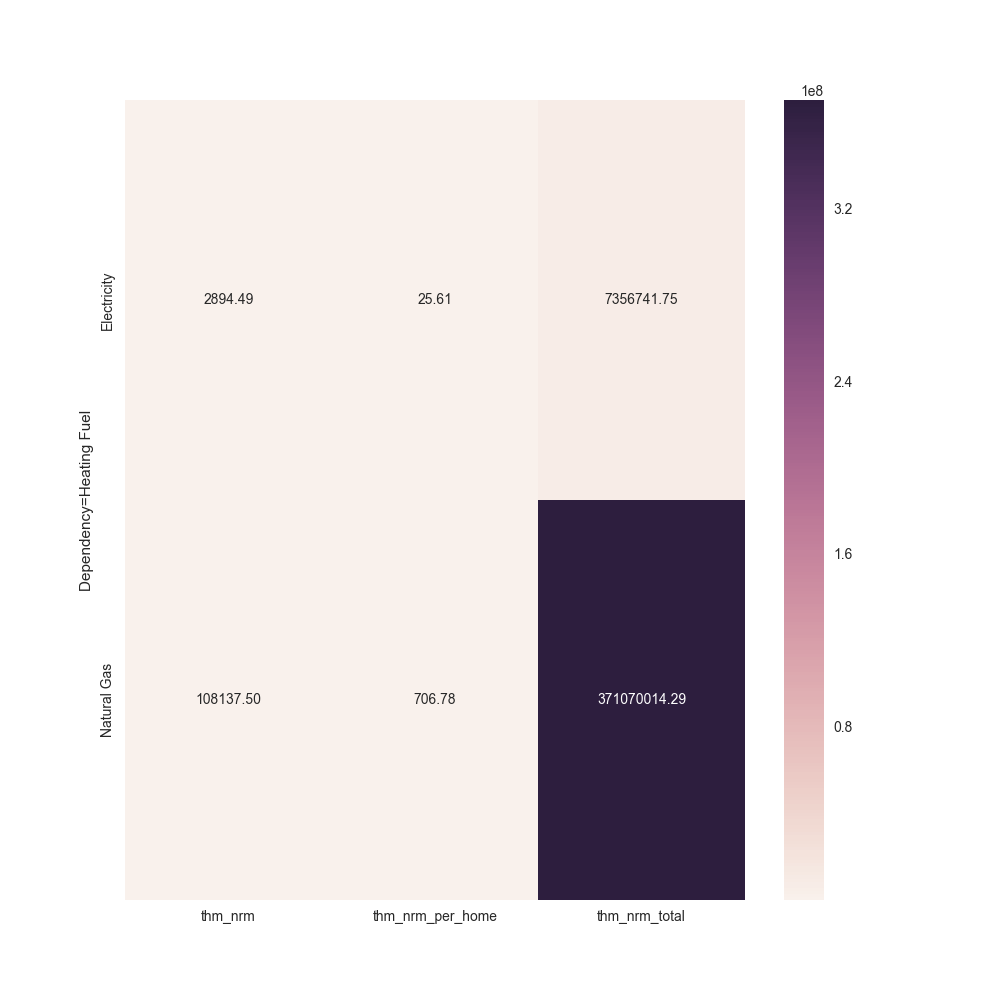 1e8
3.2
2.4
1.6
0.8
Dependency=Heating Fuel
Electricity
2894.49 25.61 7356741.75
Natural Gas
108137.50 706.78 371070014.29
thm_nrm thm_nrm_per_home thm_nrm_total